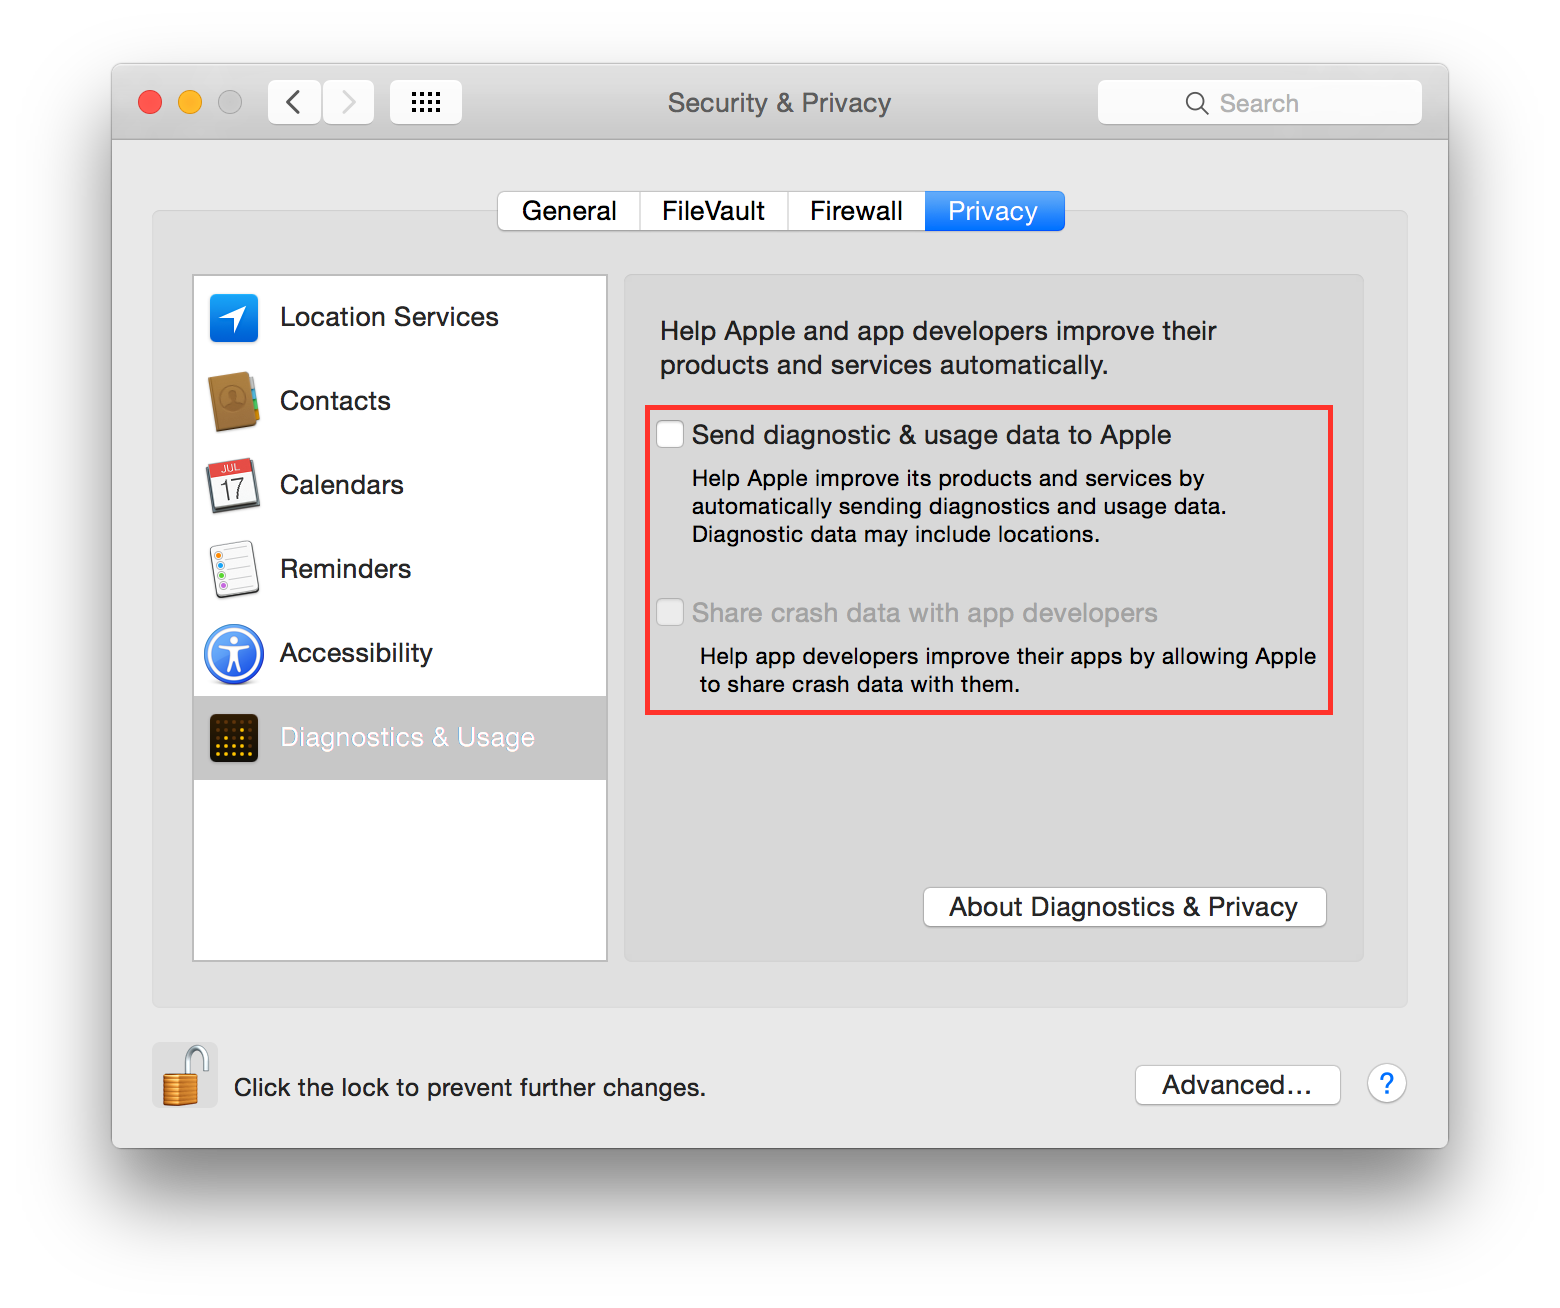 Security & Privacy
Search
General
FileVault
Firewall
Privacy
Location Services
Contacts
JUL
17
Calendars
Reminders
Accessibility
Diagnostics & Usage
Help Apple and app developers improve their
products and services automatically.
Send diagnostic & usage data to Apple
Help Apple improve its products and services by
automatically sending diagnostics and usage data.
Diagnostic data may include locations.
Share crash data with app developers
Help app developers improve their apps by allowing Apple
to share crash data with them.
About Diagnostics & Privacy
Click the lock to prevent further changes.
Advanced...
?